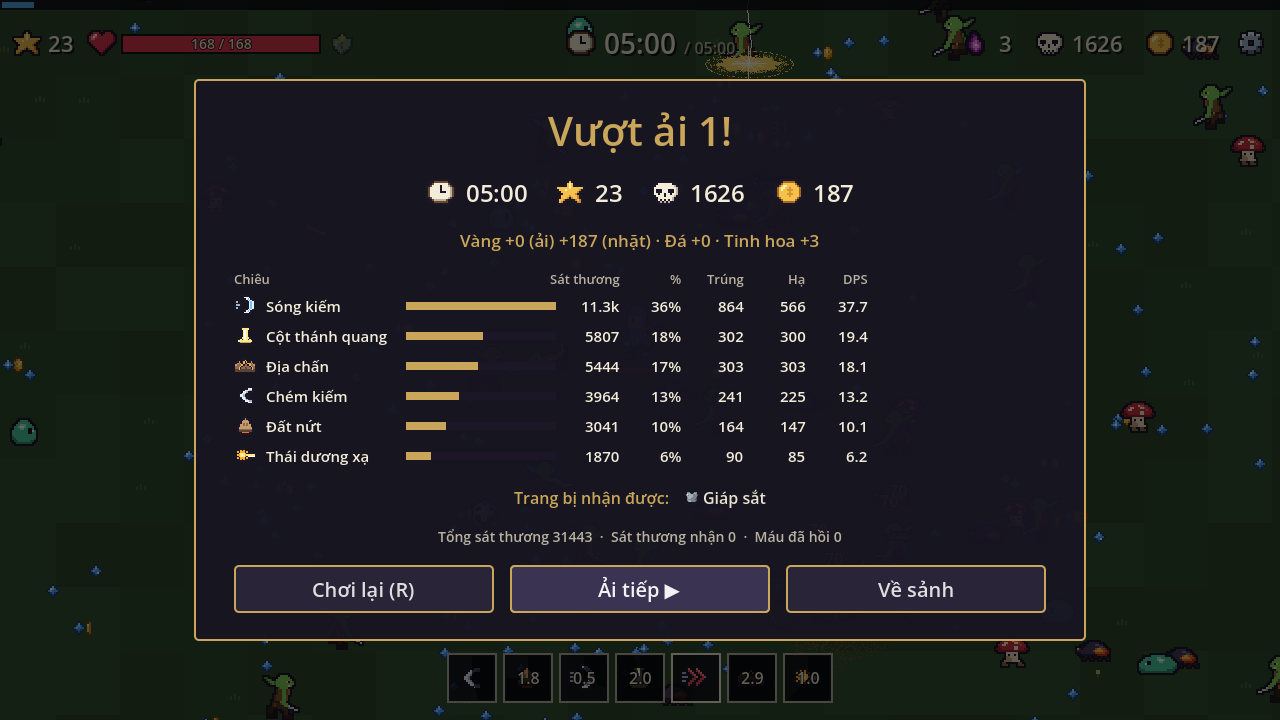 23 168 / 168 05:00 / 05:00 3 1626 187
Vượt ải 1!
05:00 23 1626 187
Vàng +0 (ải) +187 (nhặt) · Đá +0 · Tinh hoa +3
Chiêu Sát thương % Trúng Hạ DPS
Sóng kiếm 11.3k 36% 864 566 37.7
Cột thánh quang 5807 18% 302 300 19.4
Địa chấn 5444 17% 303 303 18.1
Chém kiếm 3964 13% 241 225 13.2
Đất nứt 3041 10% 164 147 10.1
Thái dương xạ 1870 6% 90 85 6.2
Trang bị nhận được: Giáp sắt
Tổng sát thương 31443 · Sát thương nhận 0 · Máu đã hồi 0
Chơi lại (R) Ải tiếp ▶ Về sảnh
1.8 0.5 2.0 2.9 1.0